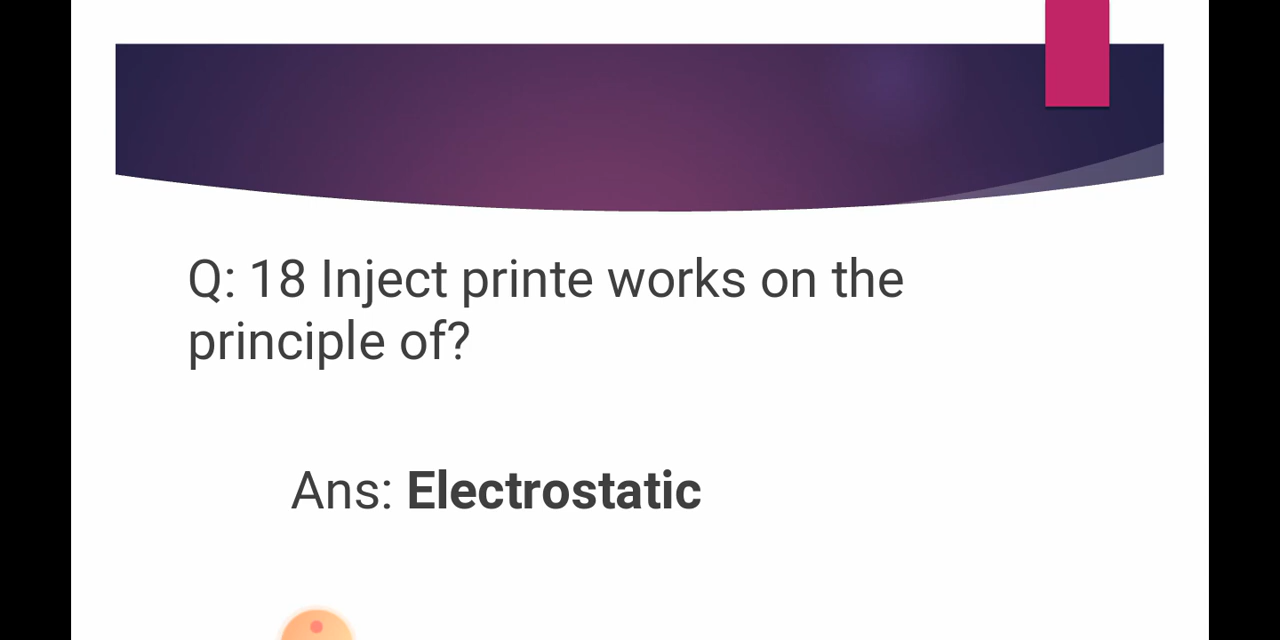 Q: 18 Inject printe works on the
principle of?
Ans: Electrostatic